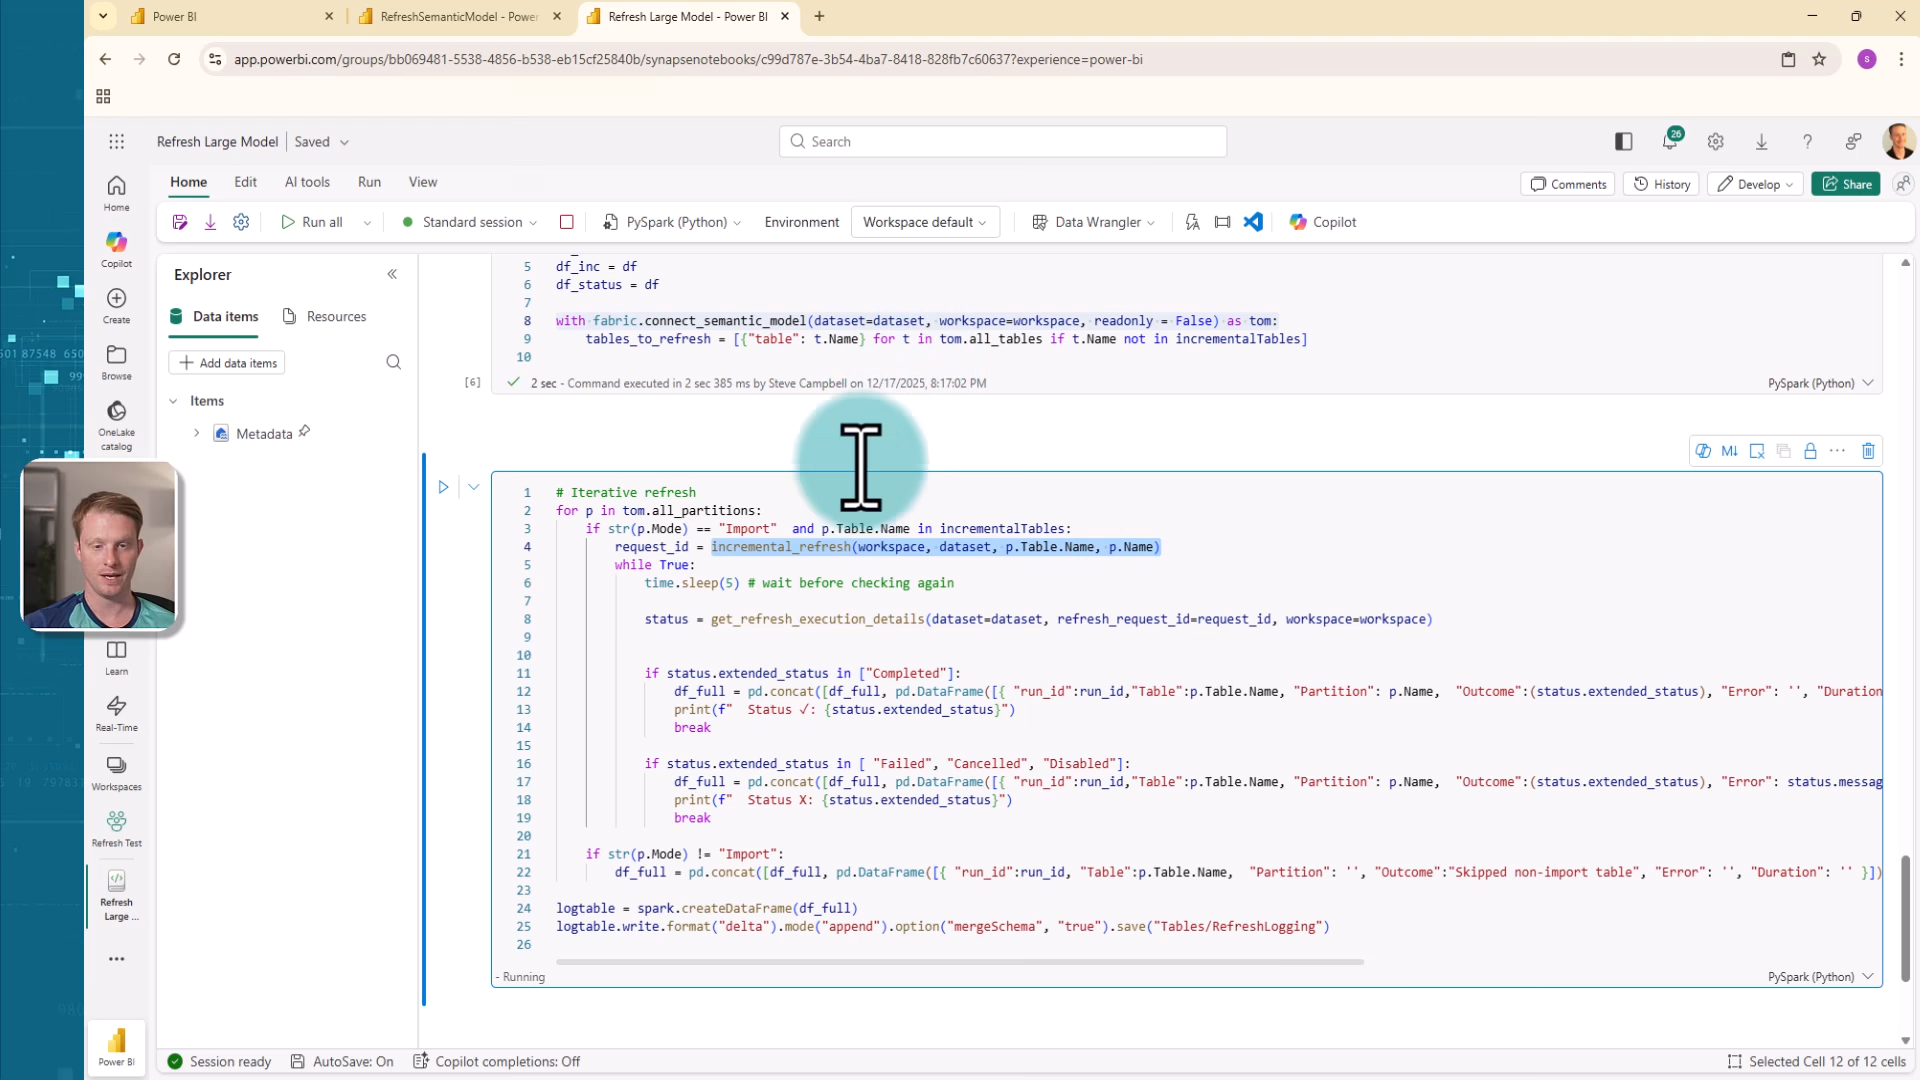 Power BI
RefreshSemanticModel - Power
Refresh Large Model - Power BI
app.powerbi.com/groups/bb069481-5538-4856-b538-eb15cf25840b/synapsenotebooks/c99d787e-3b54-4ba7-8418-828fb7c60637?experience=power-bi
S
Refresh Large Model
Saved
Search
26
Home
Edit
AI tools
Run
View
Comments
History
Develop
Share
Run all
Standard session
PySpark (Python)
Environment
Workspace default
Data Wrangler
Copilot
Home
Copilot
Create
Browse
OneLake
catalog
Learn
Real-Time
Workspaces
Refresh Test
Refresh
Large ...
Power BI
Explorer
Data items
Resources
Add data items
Items
Metadata
5 df_inc = df
6 df_status = df
7
8 with fabric.connect_semantic_model(dataset=dataset, workspace=workspace, readonly = False) as tom:
9 tables_to_refresh = [{"table": t.Name} for t in tom.all_tables if t.Name not in incrementalTables]
10
[6] 2 sec - Command executed in 2 sec 385 ms by Steve Campbell on 12/17/2025, 8:17:02 PM
PySpark (Python)
M↓
1 # Iterative refresh
2 for p in tom.all_partitions:
3 if str(p.Mode) == "Import"  and p.Table.Name in incrementalTables:
4 request_id = incremental_refresh(workspace, dataset, p.Table.Name, p.Name)
5 while True:
6 time.sleep(5) # wait before checking again
7
8 status = get_refresh_execution_details(dataset=dataset, refresh_request_id=request_id, workspace=workspace)
9
10
11 if status.extended_status in ["Completed"]:
12 df_full = pd.concat([df_full, pd.DataFrame([{ "run_id":run_id,"Table":p.Table.Name, "Partition": p.Name,  "Outcome":(status.extended_status), "Error": '', "Duration
13 print(f"  Status ✓: {status.extended_status}")
14 break
15
16 if status.extended_status in [ "Failed", "Cancelled", "Disabled"]:
17 df_full = pd.concat([df_full, pd.DataFrame([{ "run_id":run_id,"Table":p.Table.Name, "Partition": p.Name,  "Outcome":(status.extended_status), "Error": status.messag
18 print(f"  Status X: {status.extended_status}")
19 break
20
21 if str(p.Mode) != "Import":
22 df_full = pd.concat([df_full, pd.DataFrame([{ "run_id":run_id, "Table":p.Table.Name,  "Partition": '', "Outcome":"Skipped non-import table", "Error": '', "Duration": '' }])
23
24 logtable = spark.createDataFrame(df_full)
25 logtable.write.format("delta").mode("append").option("mergeSchema", "true").save("Tables/RefreshLogging")
26
- Running
PySpark (Python)
Session ready
AutoSave: On
Copilot completions: Off
Selected Cell 12 of 12 cells